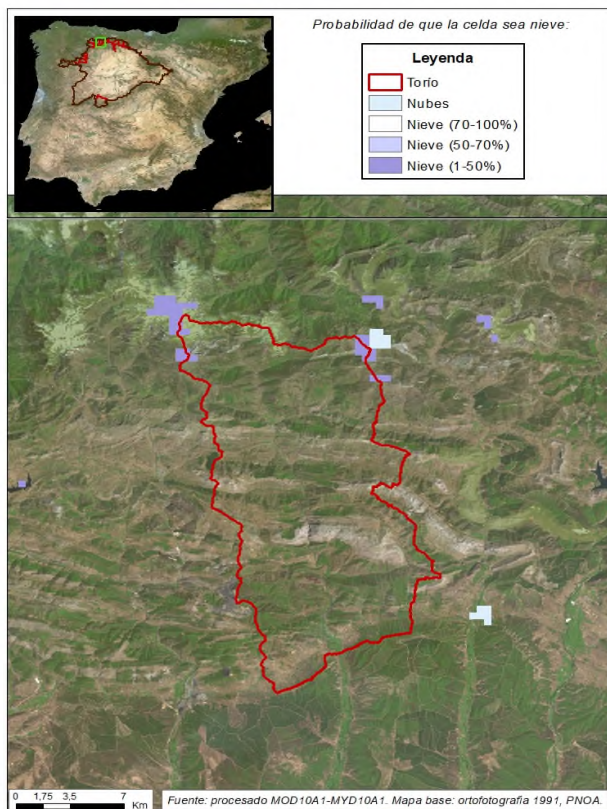 Probabilidad de que la celda sea nieve:
Leyenda
Torío
Nubes
Nieve (70-100%)
Nieve (50-70%)
Nieve (1-50%)
0 1,75 3,5 7
Km
Fuente: procesado MOD10A1-MYD10A1. Mapa base: ortofotografia 1991, PNOA